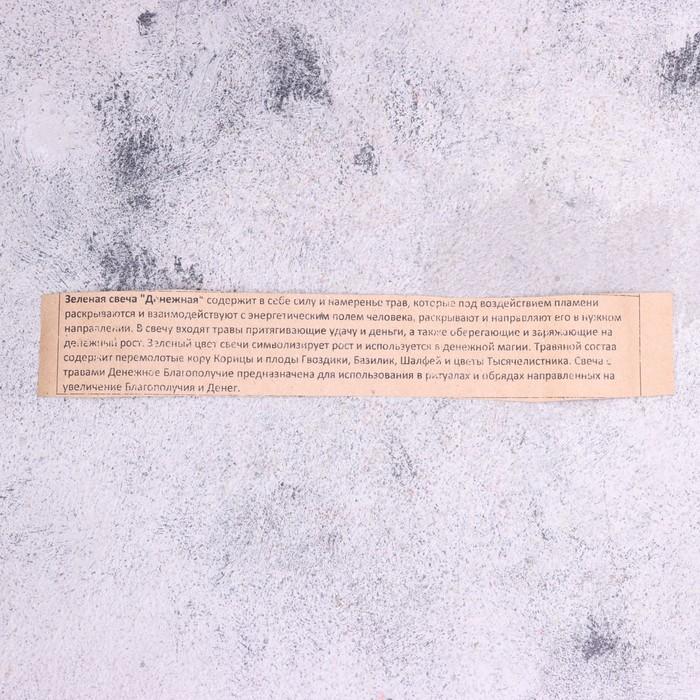 Зеленая свеча "Денежная" содержит в себе силу и намеренье трав, которые под воздействием пламени
раскрываются и взаимодействуют с энергетическим полем человека, раскрывают и направляют его в нужном
направлении. В свечу входят травы притягивающие удачу и деньги, а также оберегающие и заряжающие на
денежный рост. Зеленый цвет свечи символизирует рост и используется в денежной магии. Травяной состав
содержит перемолотые кору Корицы и плоды Гвоздики, Базилик, Шалфей и цветы Тысячелистника. Свеча с
травами Денежное Благополучие предназначена для использования в ритуалах и обрядах направленных на
увеличение Благополучия и Денег.